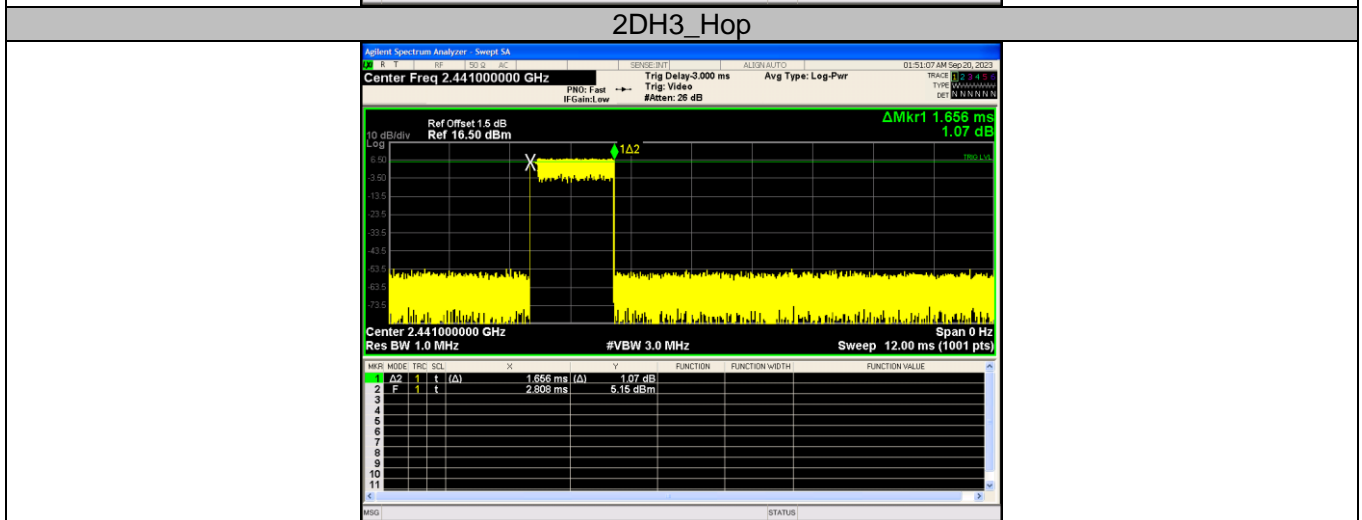 2DH3_Hop
Agilent Spectrum Analyzer - Swept SA
R T RF 50 Ω AC SENSE:INT ALIGN AUTO 01:51:07 AM Sep 20, 2023
Center Freq 2.441000000 GHz Trig Delay-3.000 ms Avg Type: Log-Pwr TRACE 1 2 3 4 5 6
PNO: Fast Trig: Video TYPE
IFGain:Low #Atten: 26 dB DET N N N N N N
ΔMkr1 1.656 ms
Ref Offset 1.5 dB
10 dB/div Ref 16.50 dBm 1.07 dB
Log
1Δ2
TRIG LVL
6.50
-3.50
-13.5
-23.5
-33.5
-43.5
-53.5
-63.5
-73.5
Center 2.441000000 GHz Span 0 Hz
Res BW 1.0 MHz #VBW 3.0 MHz Sweep 12.00 ms (1001 pts)
MKR MODE TRC SCL X Y FUNCTION FUNCTION WIDTH FUNCTION VALUE
1 Δ2 1 t (Δ) 1.656 ms (Δ) 1.07 dB
2 F 1 t 2.808 ms 5.15 dBm
3
4
5
6
7
8
9
10
11
MSG STATUS